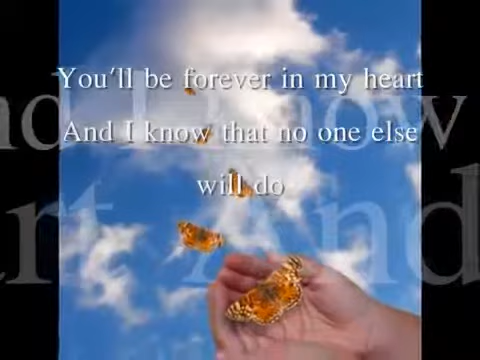 You'll be forever in my heart
And I know that no one else
will do